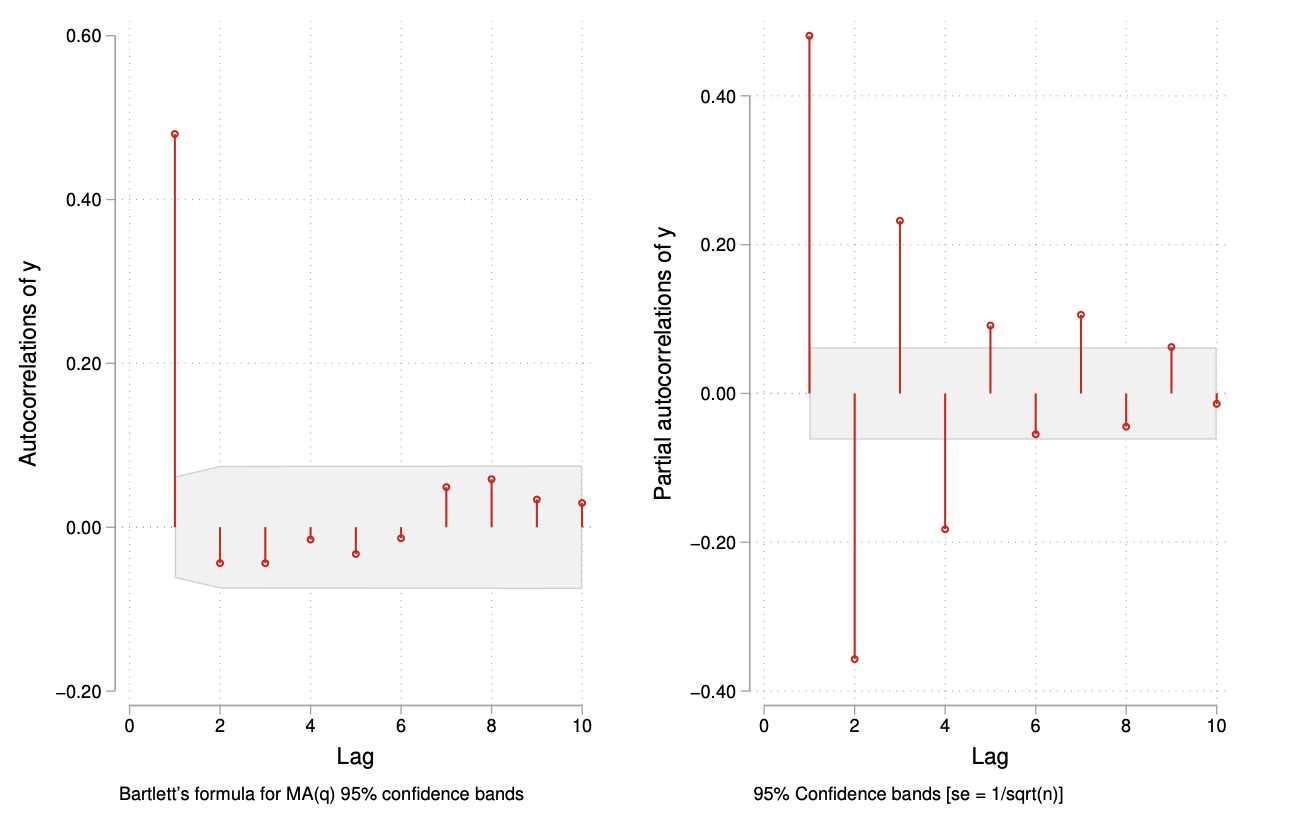 Autocorrelations of y
0.60
0.40
0.20
0.00
−0.20
0 2 4 6 8 10
Lag
Bartlett's formula for MA(q) 95% confidence bands
Partial autocorrelations of y
0.40
0.20
0.00
−0.20
−0.40
0 2 4 6 8 10
Lag
95% Confidence bands [se = 1/sqrt(n)]